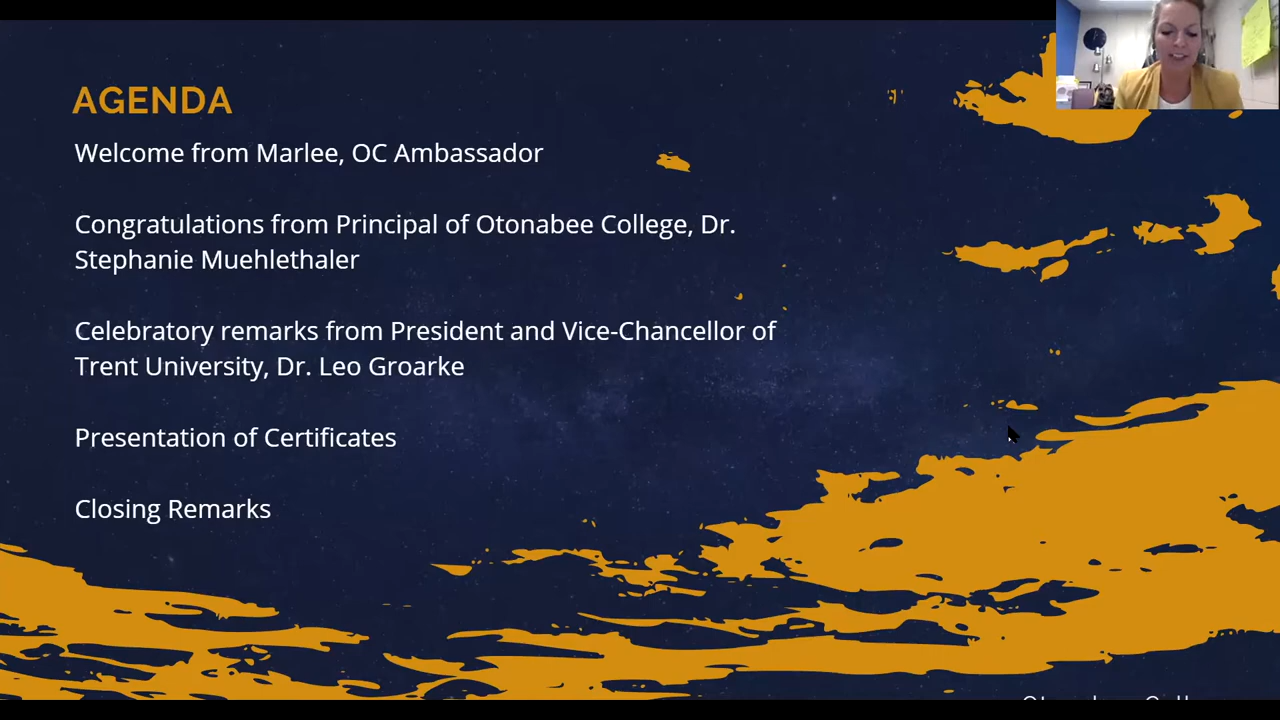 AGENDA
Welcome from Marlee, OC Ambassador
Congratulations from Principal of Otonabee College, Dr.
Stephanie Muehlethaler
Celebratory remarks from President and Vice-Chancellor of
Trent University, Dr. Leo Groarke
Presentation of Certificates
Closing Remarks